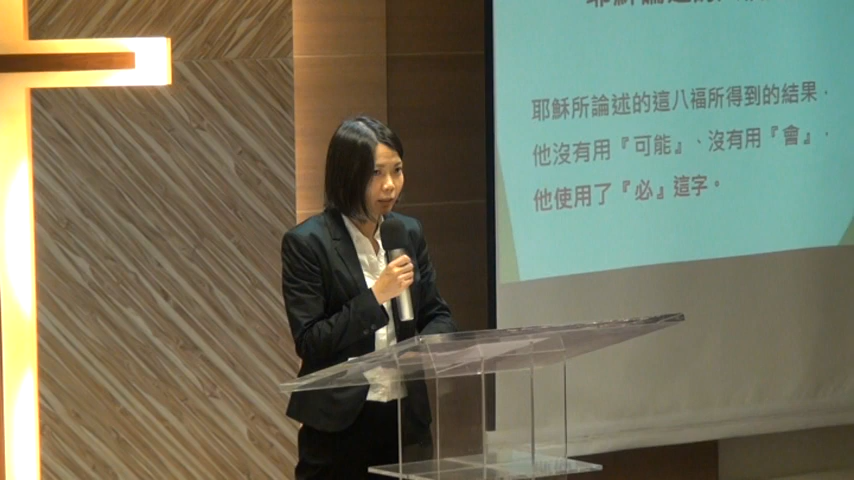 耶穌所論述的這八福所得到的結果，
他沒有用『可能』、沒有用『會』，
他使用了『必』這字。